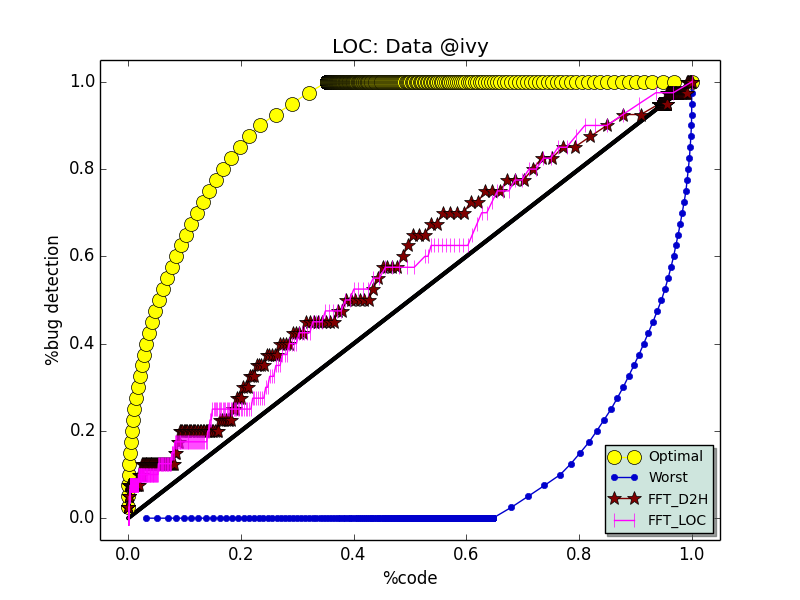 LOC: Data @ivy
%bug detection
1.0
0.8
0.6
0.4
0.2
0.0
0.0 0.2 0.4 0.6 0.8 1.0
%code
Optimal
Worst
FFT_D2H
FFT_LOC